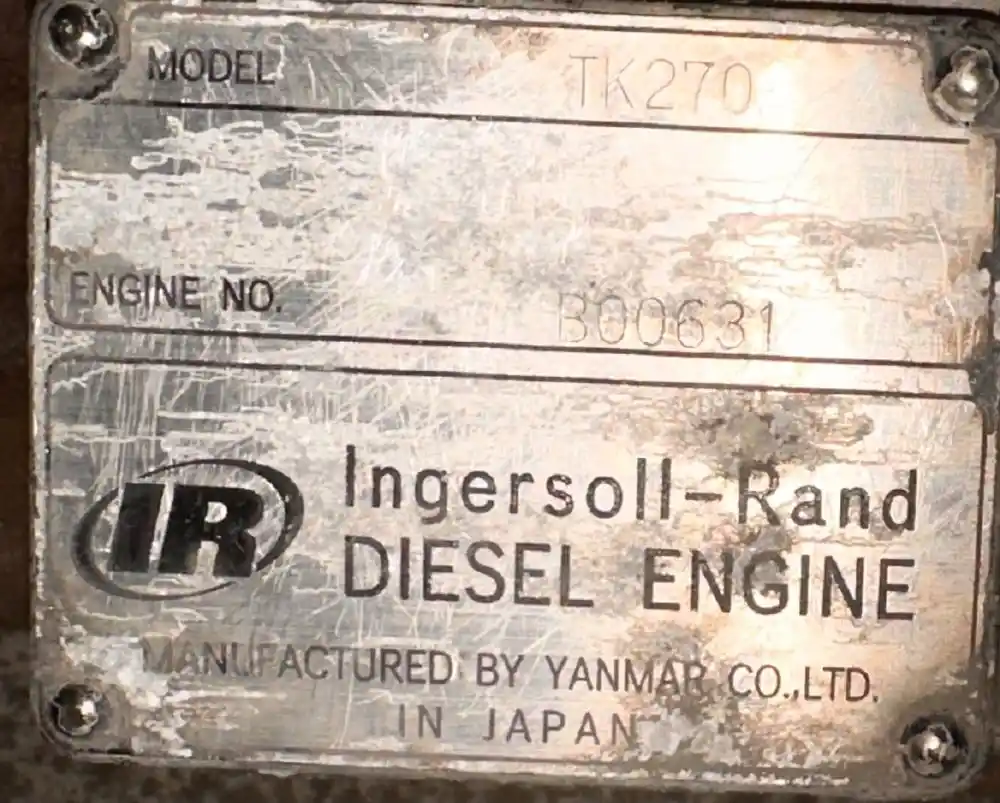 MODEL TK270
ENGINE NO. B00631
IR Ingersoll-Rand
DIESEL ENGINE
MANUFACTURED BY YANMAR CO.,LTD.
IN JAPAN